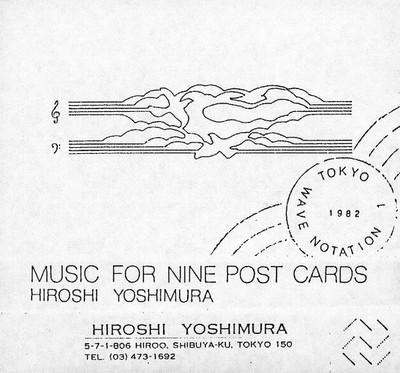 TOKYO
1982
WAVE NOTATION 1
MUSIC FOR NINE POST CARDS
HIROSHI YOSHIMURA
HIROSHI YOSHIMURA
5-7-1-806 HIROO, SHIBUYA-KU, TOKYO 150
TEL. (03) 473-1692